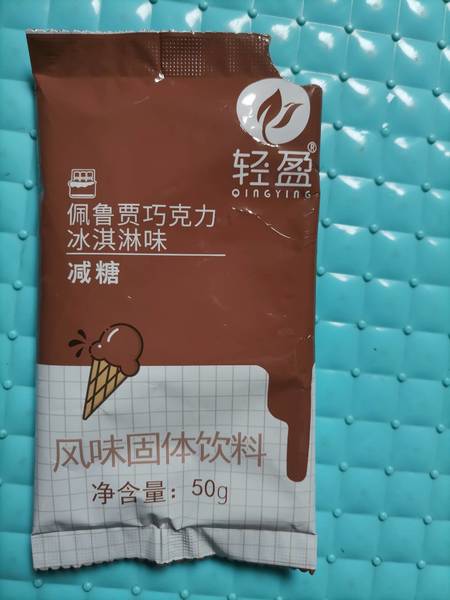 轻盈®
QINGYING
佩鲁贾巧克力
冰淇淋味
减糖
风味固体饮料
净含量：50g